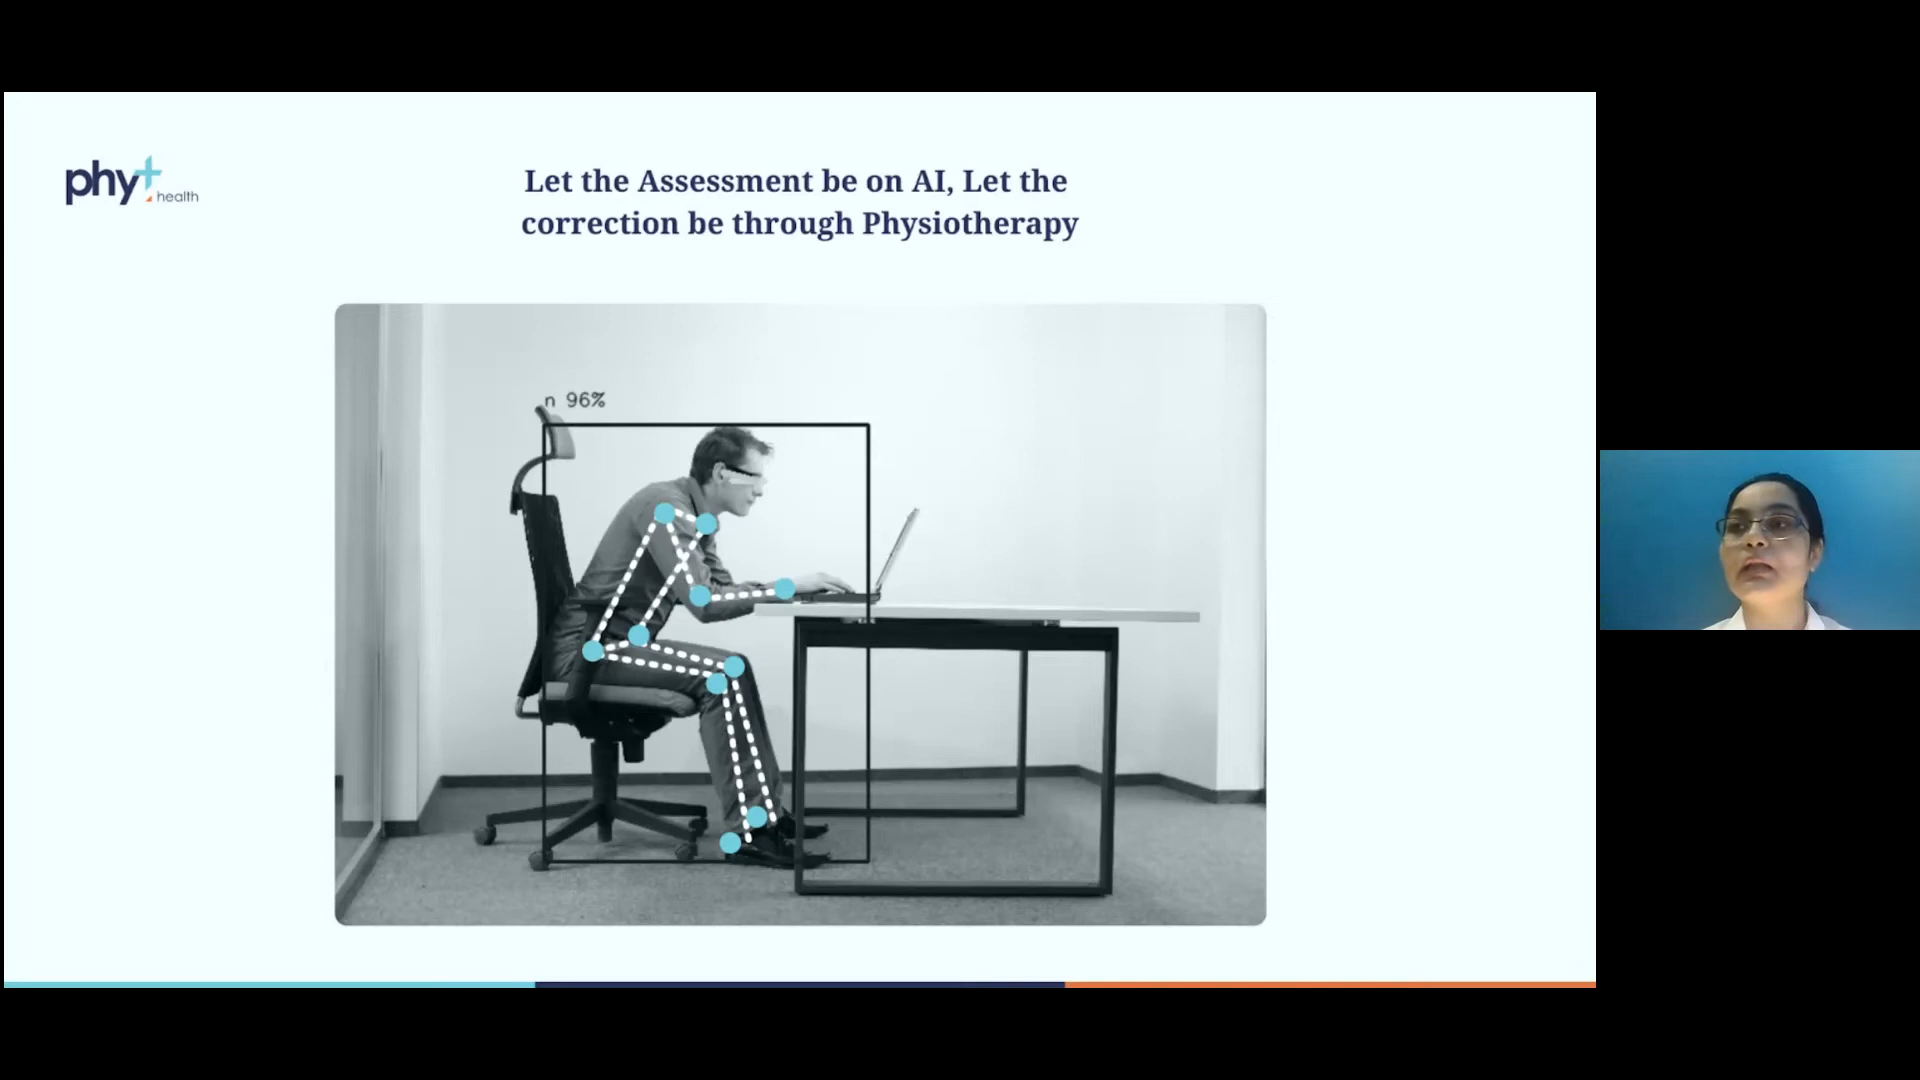 phy+
health
Let the Assessment be on AI, Let the
correction be through Physiotherapy
n 96%